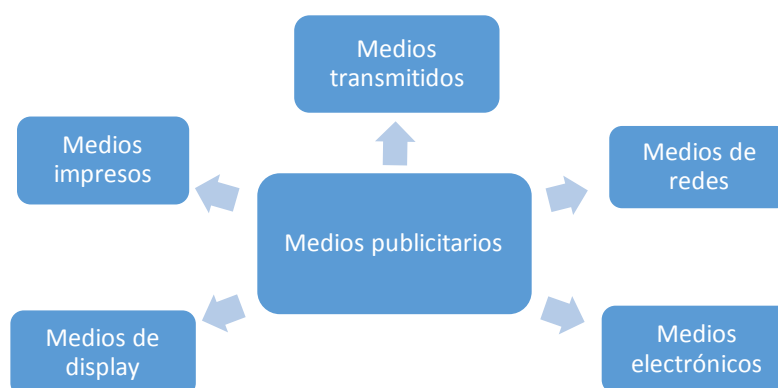 Medios
transmitidos
Medios
impresos
Medios de
redes
Medios publicitarios
Medios de
display
Medios
electrónicos